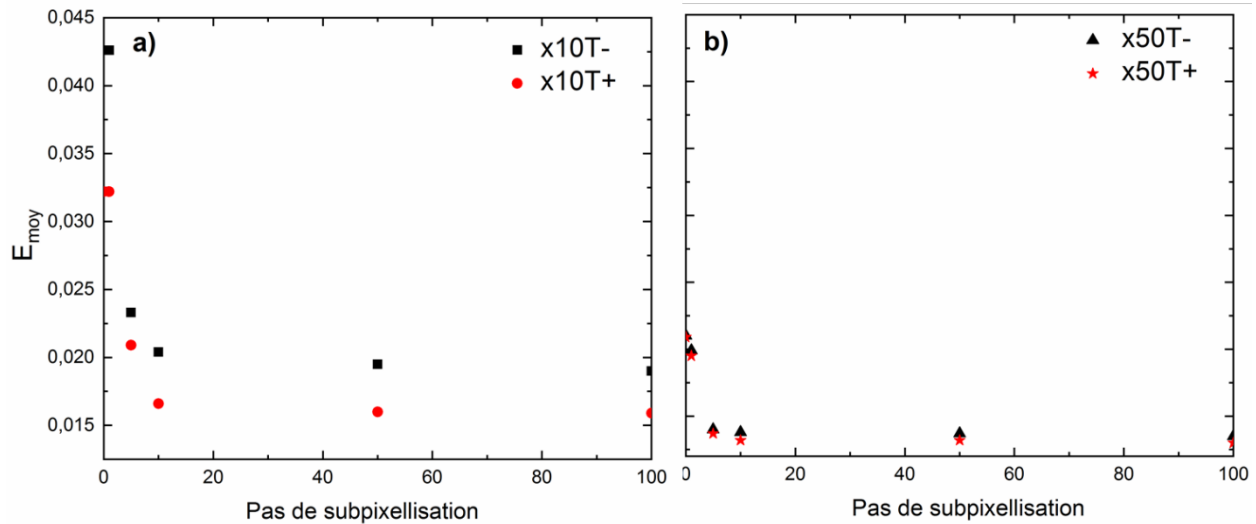 a)
x10T-
x10T+
0,045
0,040
0,035
0,030
0,025
0,020
0,015
E_moy
0 20 40 60 80 100
Pas de subpixellisation
b)
x50T-
x50T+
0 20 40 60 80 100
Pas de subpixellisation